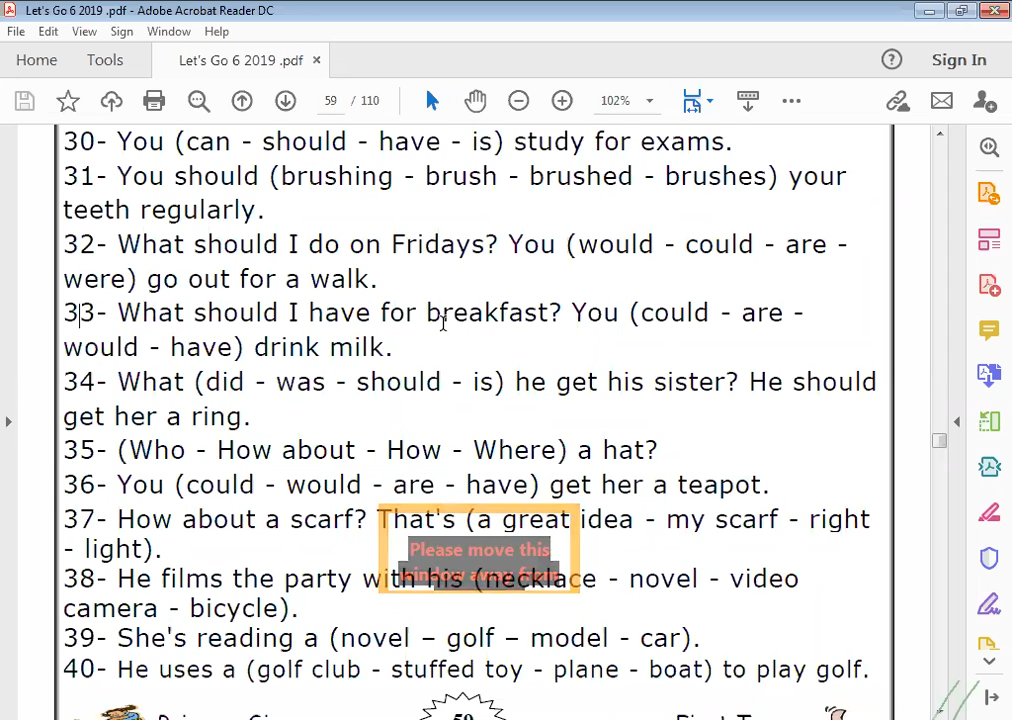 Let's Go 6 2019 .pdf - Adobe Acrobat Reader DC
File Edit View Sign Window Help
Home Tools Let's Go 6 2019 .pdf × Sign In
59 / 110 102%
30- You (can - should - have - is) study for exams.
31- You should (brushing - brush - brushed - brushes) your
teeth regularly.
32- What should I do on Fridays? You (would - could - are -
were) go out for a walk.
33- What should I have for breakfast? You (could - are -
would - have) drink milk.
34- What (did - was - should - is) he get his sister? He should
get her a ring.
35- (Who - How about - How - Where) a hat?
36- You (could - would - are - have) get her a teapot.
37- How about a scarf? That's (a great idea - my scarf - right
- light).
Please move this
window away from
38- He films the party with his (necklace - novel - video
camera - bicycle).
39- She's reading a (novel – golf – model - car).
40- He uses a (golf club - stuffed toy - plane - boat) to play golf.
59